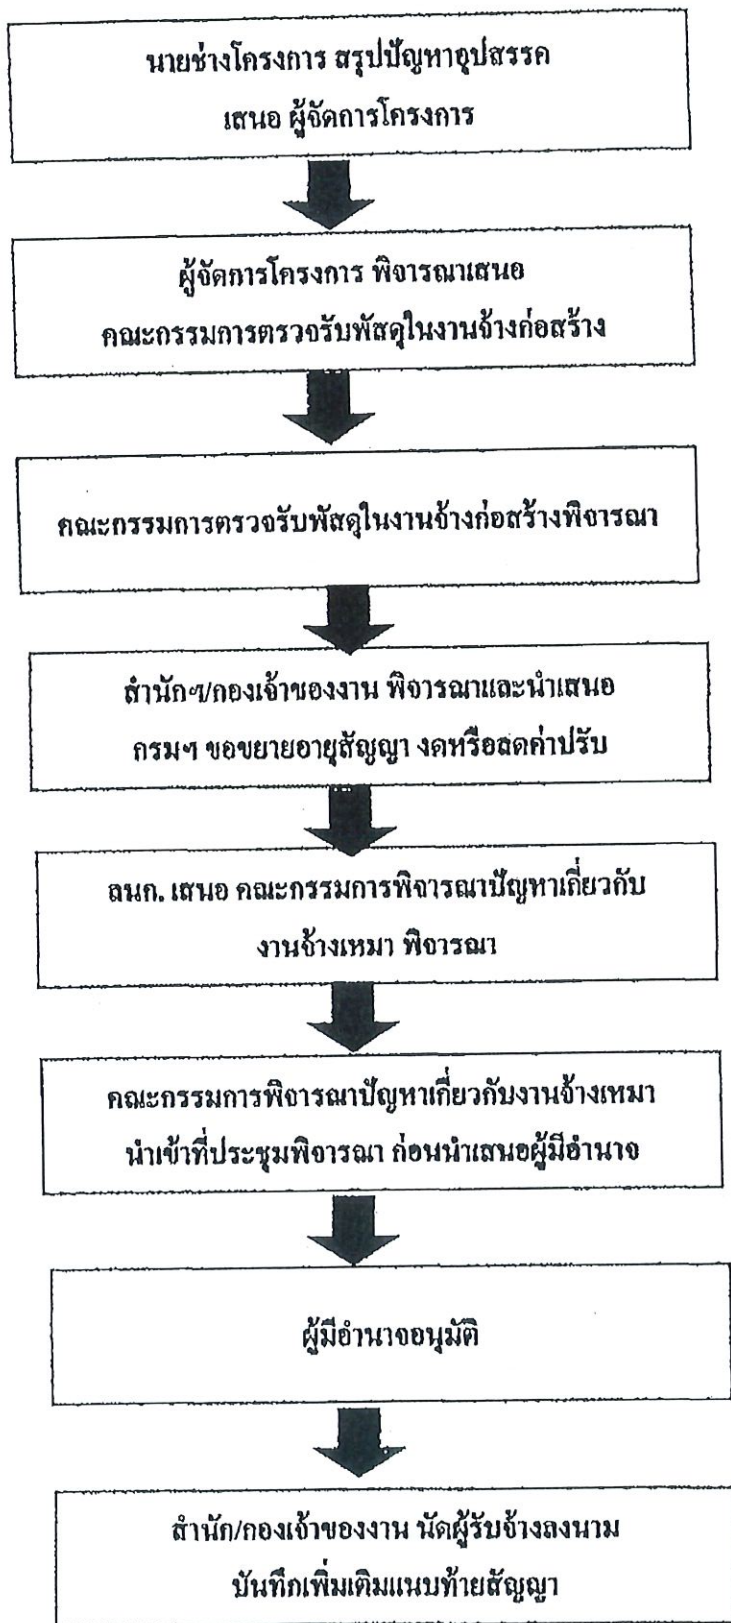 นายช่างโครงการ สรุปปัญหาอุปสรรค
เสนอ ผู้จัดการโครงการ
ผู้จัดการโครงการ พิจารณาเสนอ
คณะกรรมการตรวจรับพัสดุในงานจ้างก่อสร้าง
คณะกรรมการตรวจรับพัสดุในงานจ้างก่อสร้างพิจารณา
สำนักฯ/กองเจ้าของงาน พิจารณาและนำเสนอ
กรมฯ ขอขยายอายุสัญญา งดหรือลดค่าปรับ
ลนก. เสนอ คณะกรรมการพิจารณาปัญหาเกี่ยวกับ
งานจ้างเหมา พิจารณา
คณะกรรมการพิจารณาปัญหาเกี่ยวกับงานจ้างเหมา
นำเข้าที่ประชุมพิจารณา ก่อนนำเสนอผู้มีอำนาจ
ผู้มีอำนาจอนุมัติ
สำนัก/กองเจ้าของงาน นัดผู้รับจ้างลงนาม
บันทึกเพิ่มเติมแนบท้ายสัญญา